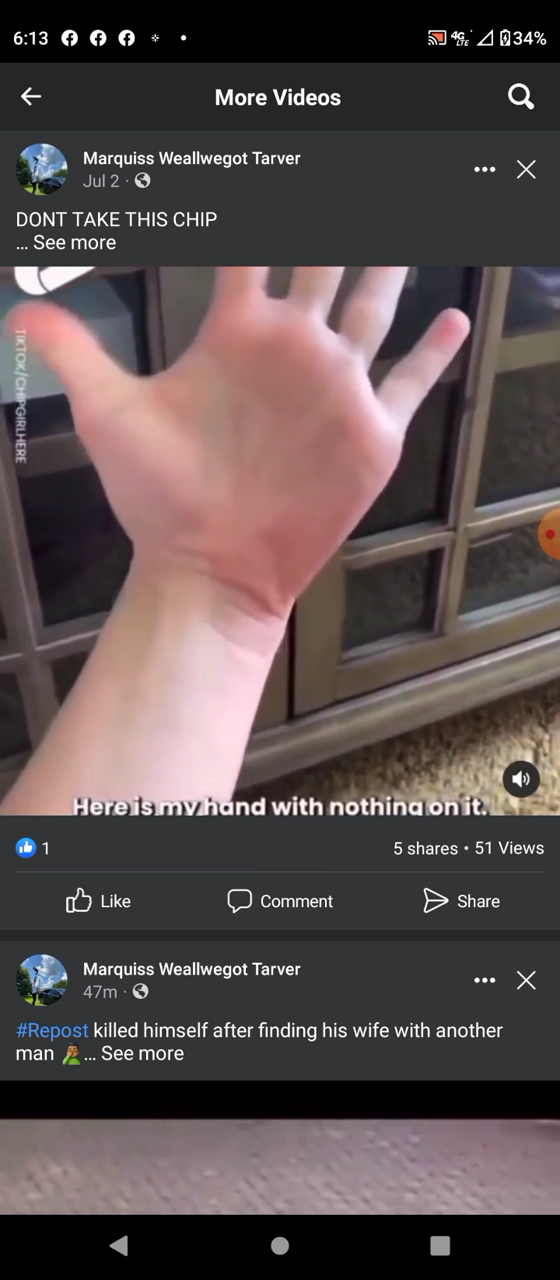 6:13
4G
LTE
34%
More Videos
Marquiss Weallwegot Tarver
Jul 2 ·
DONT TAKE THIS CHIP
... See more
TIKTOK/CHIPGIRLHERE
Here is my hand with nothing on it.
1
5 shares • 51 Views
Like
Comment
Share
Marquiss Weallwegot Tarver
47m ·
#Repost killed himself after finding his wife with another
man 🤦🏾... See more